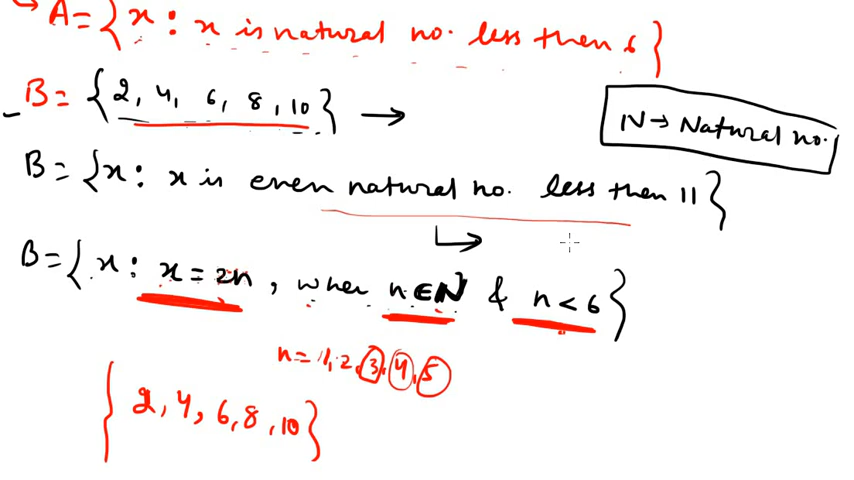 A = { x : x is natural no. less then 6 }
B = { 2, 4, 6, 8, 10 } →
N → Natural no.
B = { x : x is even natural no. less then 11 }
B = { x : x = 2n , when n ∈ N & n < 6 }
n = 1, 2, 3, 4, 5
{ 2, 4, 6, 8, 10 }